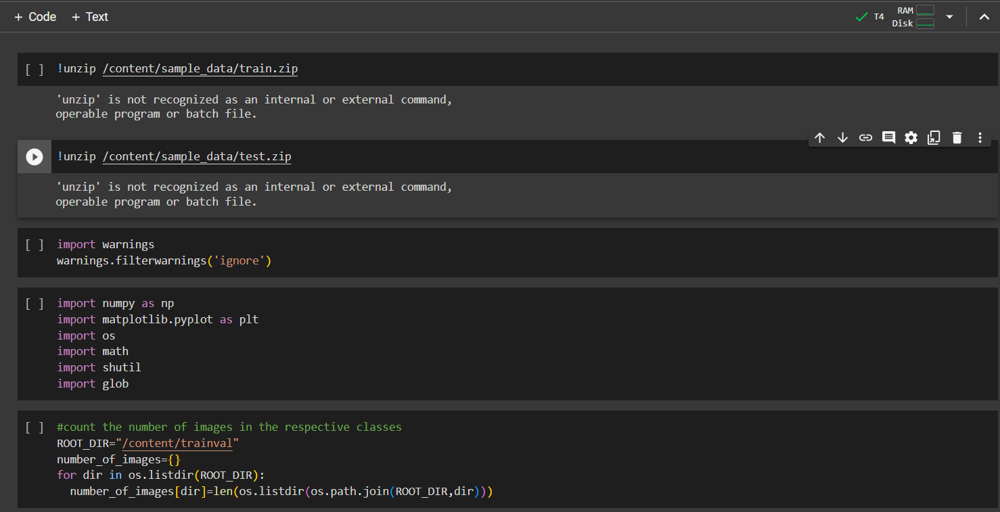 + Code + Text
T4
RAM
Disk
[ ] !unzip /content/sample_data/train.zip
'unzip' is not recognized as an internal or external command,
operable program or batch file.
!unzip /content/sample_data/test.zip
'unzip' is not recognized as an internal or external command,
operable program or batch file.
[ ] import warnings
warnings.filterwarnings('ignore')
[ ] import numpy as np
import matplotlib.pyplot as plt
import os
import math
import shutil
import glob
[ ] #count the number of images in the respective classes
ROOT_DIR="/content/trainval"
number_of_images={}
for dir in os.listdir(ROOT_DIR):
  number_of_images[dir]=len(os.listdir(os.path.join(ROOT_DIR,dir)))